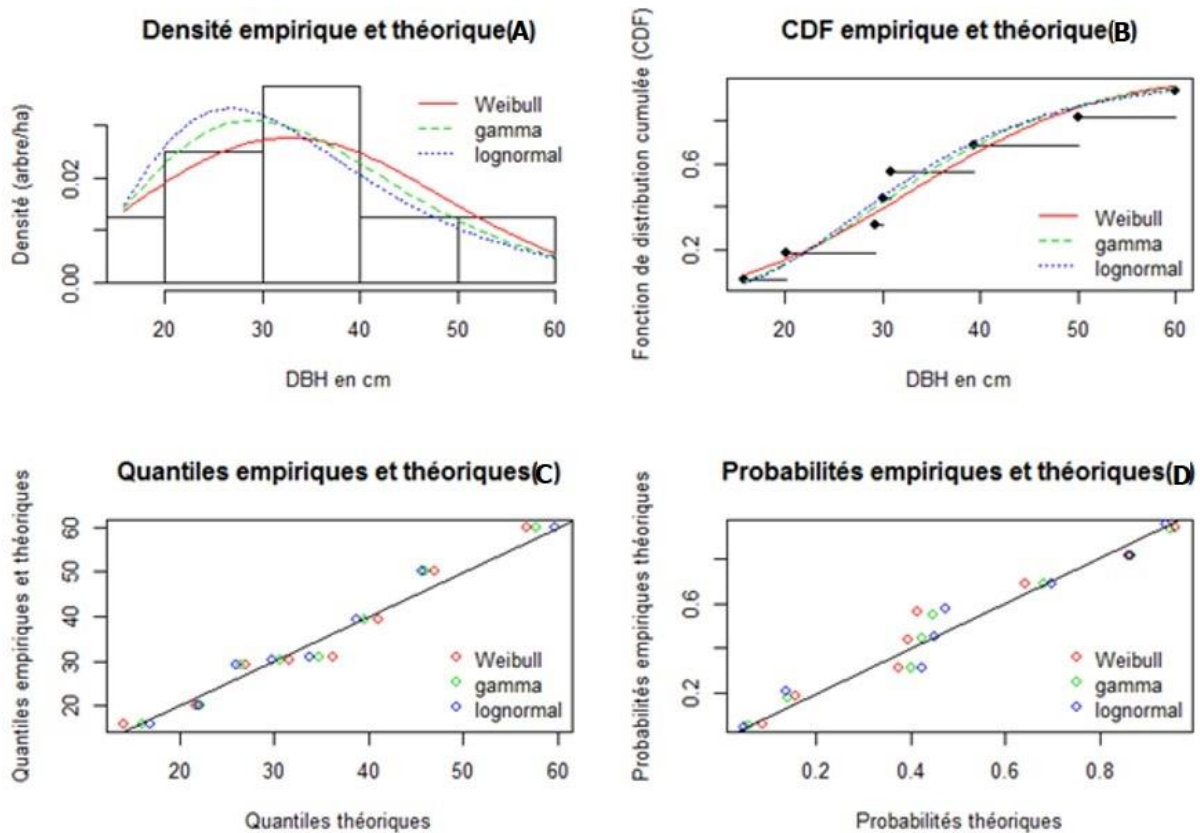 Densité empirique et théorique(A)
Densité (arbre/ha)
0.00
0.02
Weibull
gamma
lognormal
20 30 40 50 60
DBH en cm
CDF empirique et théorique(B)
Fonction de distribution cumulée (CDF)
0.2
0.6
Weibull
gamma
lognormal
20 30 40 50 60
DBH en cm
Quantiles empiriques et théoriques(C)
Quantiles empiriques et théoriques
20 30 40 50 60
Weibull
gamma
lognormal
20 30 40 50 60
Quantiles théoriques
Probabilités empiriques et théoriques(D)
Probabilités empiriques théoriques
0.2
0.6
Weibull
gamma
lognormal
0.2 0.4 0.6 0.8
Probabilités théoriques